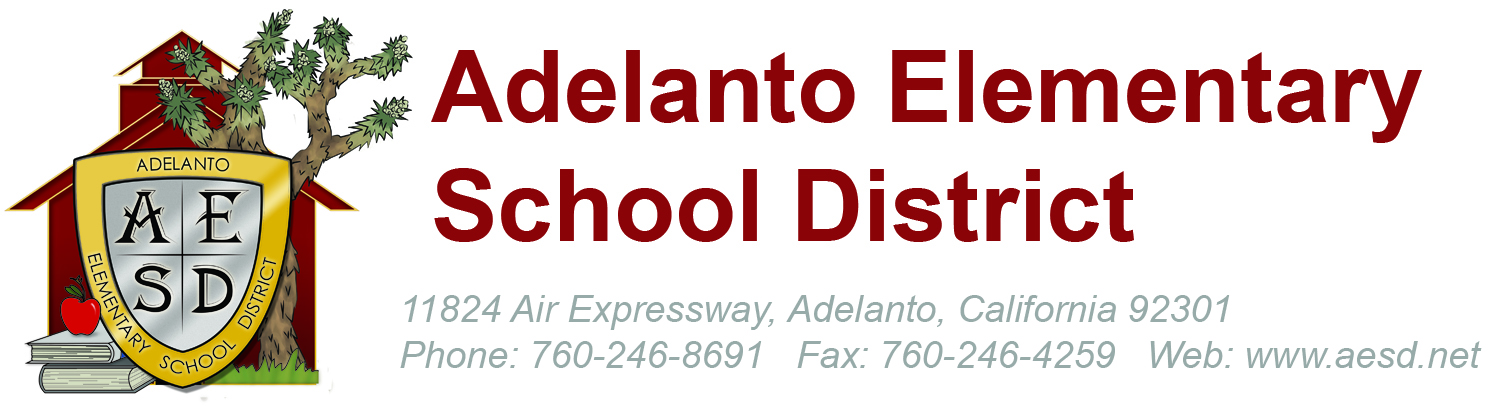 ADELANTO
A E
S D
ELEMENTARY SCHOOL DISTRICT
Adelanto Elementary
School District
11824 Air Expressway, Adelanto, California 92301
Phone: 760-246-8691 Fax: 760-246-4259 Web: www.aesd.net